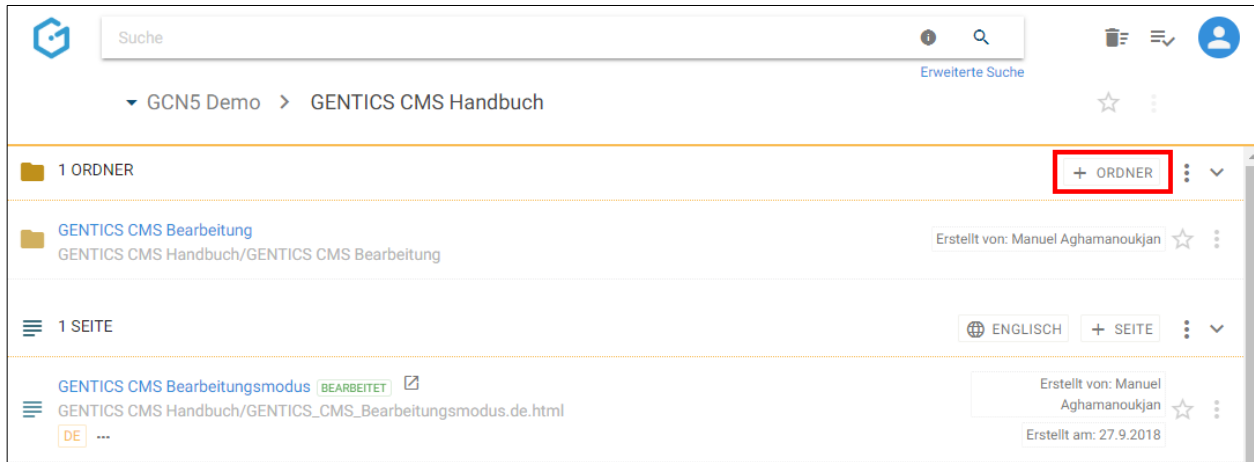 Suche
Erweiterte Suche
GCN5 Demo > GENTICS CMS Handbuch
1 ORDNER + ORDNER
GENTICS CMS Bearbeitung
GENTICS CMS Handbuch/GENTICS CMS Bearbeitung
Erstellt von: Manuel Aghamanoukjan
1 SEITE ENGLISCH + SEITE
GENTICS CMS Bearbeitungsmodus BEARBEITET
GENTICS CMS Handbuch/GENTICS_CMS_Bearbeitungsmodus.de.html
DE ...
Erstellt von: Manuel
Aghamanoukjan
Erstellt am: 27.9.2018